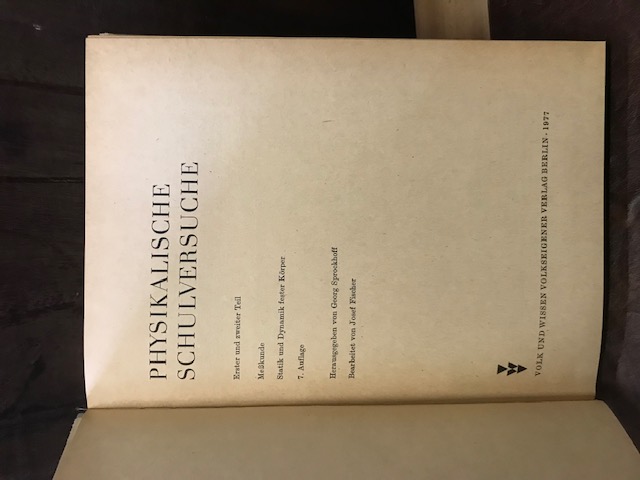 PHYSIKALISCHE
SCHULVERSUCHE
Erster und zweiter Teil
Meßkunde
Statik und Dynamik fester Körper
7. Auflage
Herausgegeben von Georg Sprockhoff
Bearbeitet von Josef Fischer
VOLK UND WISSEN VOLKSEIGENER VERLAG BERLIN · 1977